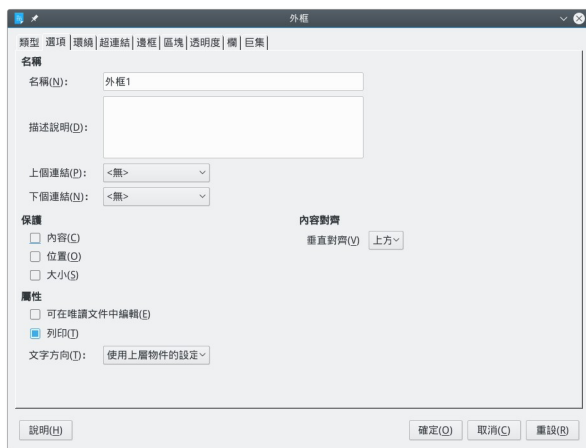 外框
類型 選項 環繞 超連結 邊框 區塊 透明度 欄 巨集
名稱
名稱(N): 外框1
描述說明(D):
上個連結(P): <無>
下個連結(N): <無>
保護
內容(C)
位置(O)
大小(S)
內容對齊
垂直對齊(V) 上方
屬性
可在唯讀文件中編輯(E)
列印(T)
文字方向(T): 使用上層物件的設定
說明(H) 確定(O) 取消(C) 重設(R)